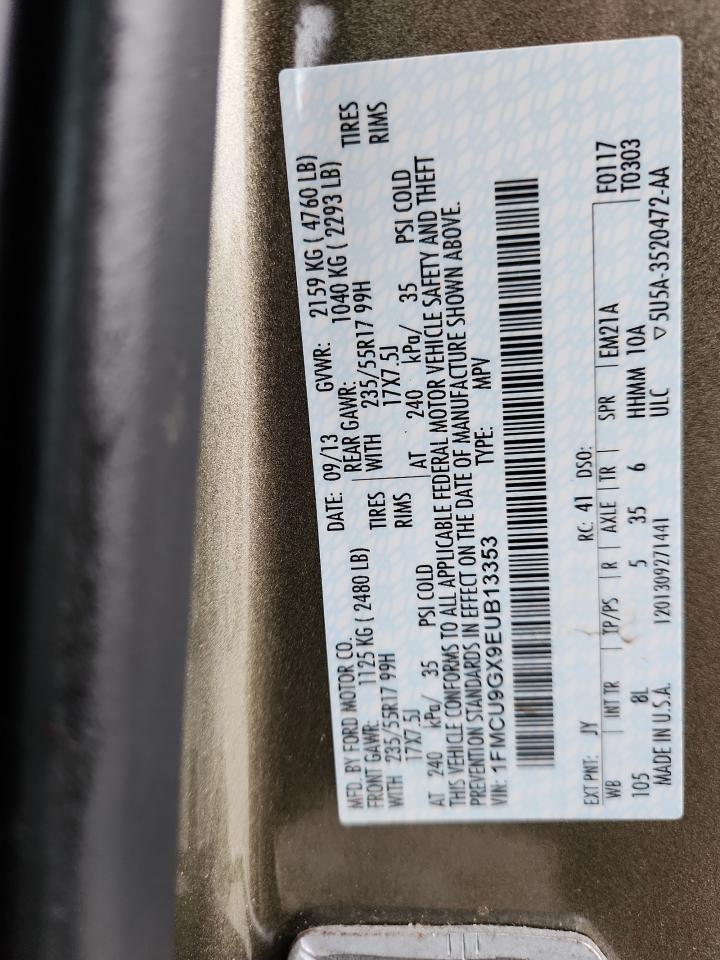 MFD. BY FORD MOTOR CO. DATE: 09/13 GVWR: 2159 KG ( 4760 LB)
FRONT GAWR: 1125 KG ( 2480 LB) REAR GAWR: 1040 KG ( 2293 LB)
WITH 235/55R17 99H TIRES WITH 235/55R17 99H TIRES
17X7.5J RIMS 17X7.5J RIMS
AT 240 kPa/ 35 PSI COLD AT 240 kPa/ 35 PSI COLD
THIS VEHICLE CONFORMS TO ALL APPLICABLE FEDERAL MOTOR VEHICLE SAFETY AND THEFT
PREVENTION STANDARDS IN EFFECT ON THE DATE OF MANUFACTURE SHOWN ABOVE.
VIN: 1FMCU9GX9EUB13353 TYPE: MPV
EXT PNT: JY RC: 41 DSO: F0117
WB INT TR TP/PS R AXLE TR SPR EM21A T0303
105 8L 5 35 6 HHMM 10A
MADE IN U.S.A. 1201309271441 ULC ▽5U5A-3520472-AA